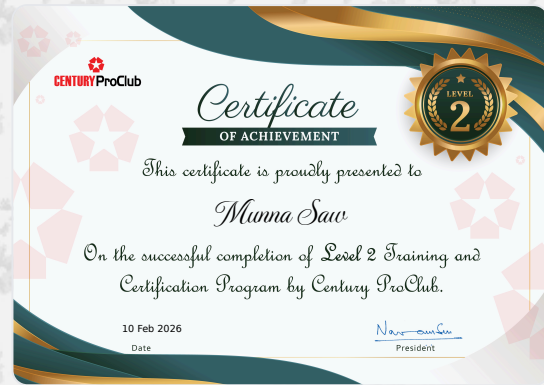 CENTURY ProClub
LEVEL
2
Certificate
OF ACHIEVEMENT
This certificate is proudly presented to
Munna Saw
On the successful completion of Level 2 Training and
Certification Program by Century ProClub.
10 Feb 2026
Date
President